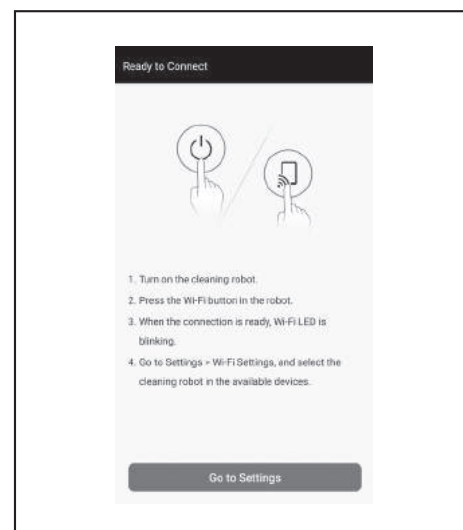 Ready to Connect
1. Turn on the cleaning robot.
2. Press the Wi-Fi button in the robot.
3. When the connection is ready, Wi-Fi LED is
blinking.
4. Go to Settings > Wi-Fi Settings, and select the
cleaning robot in the available devices.
Go to Settings